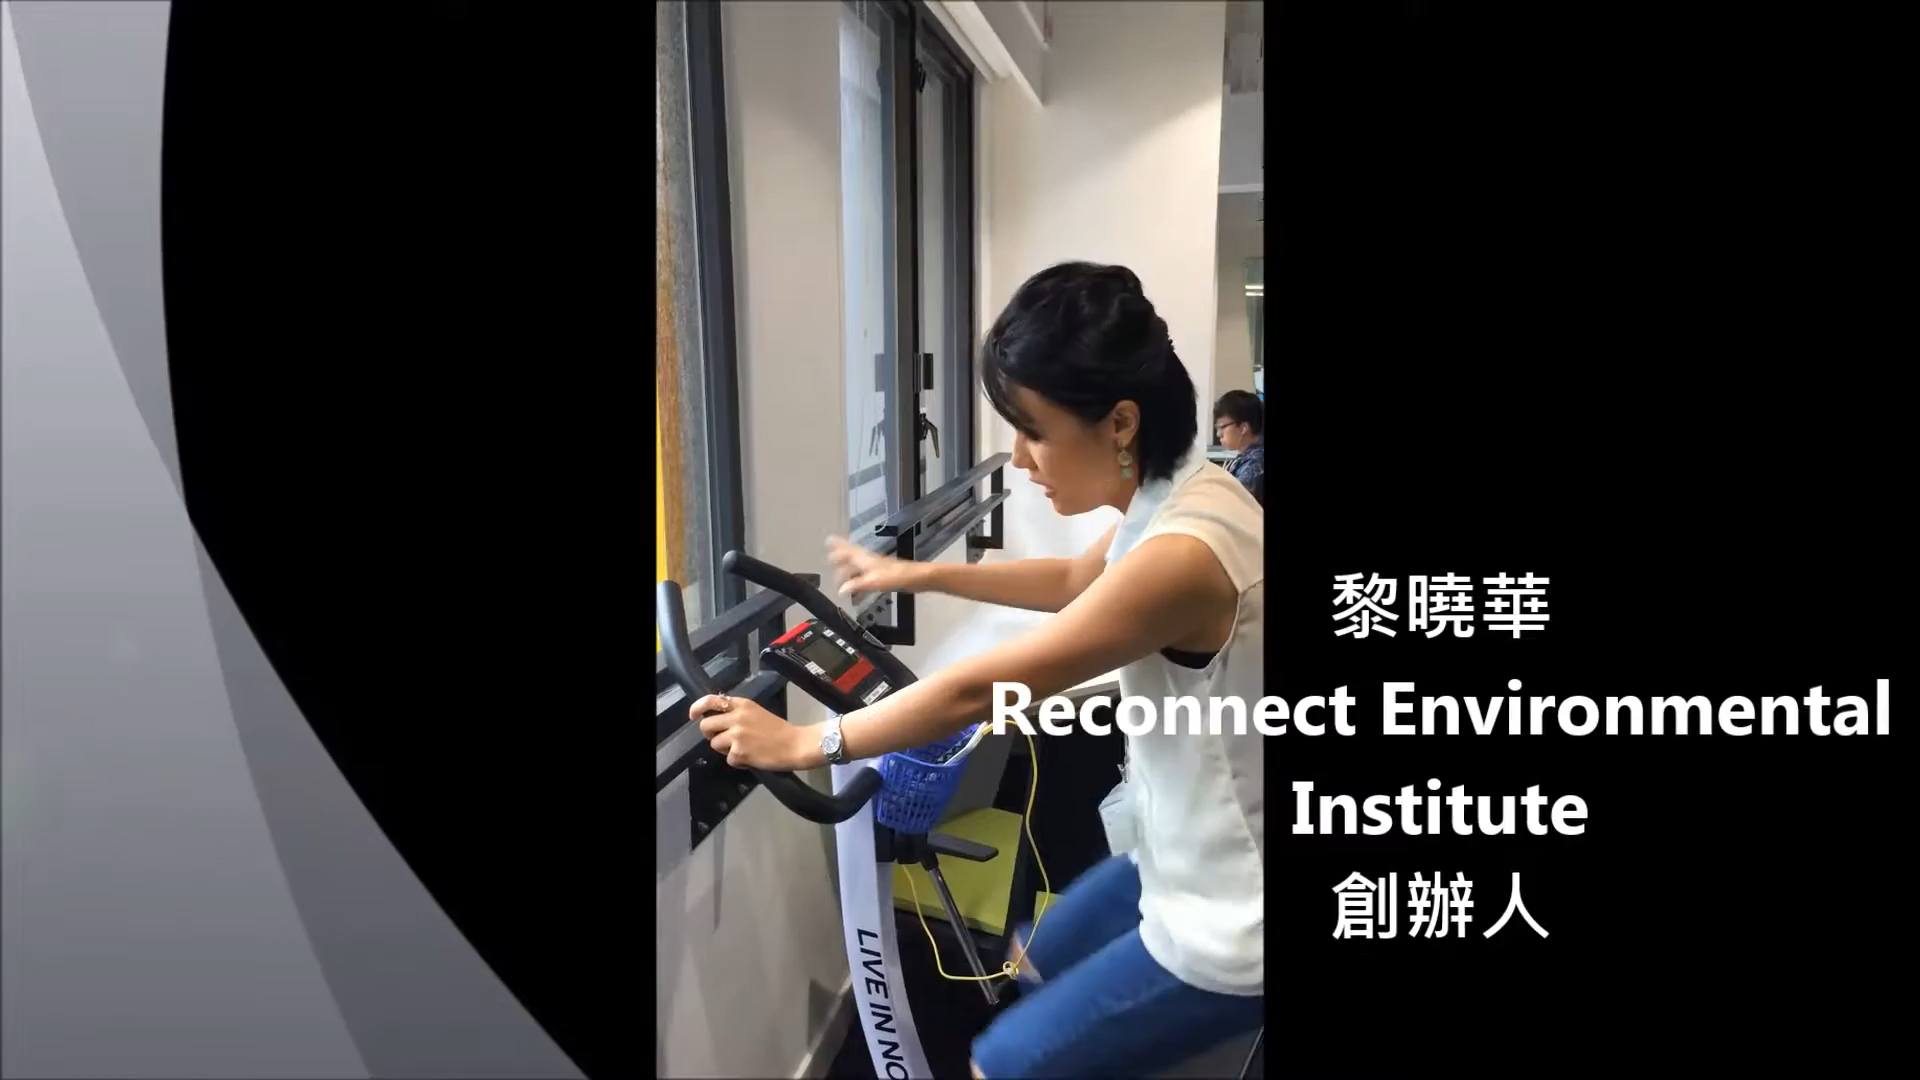 黎曉華
Reconnect Environmental
Institute
創辦人
LIVE IN NO